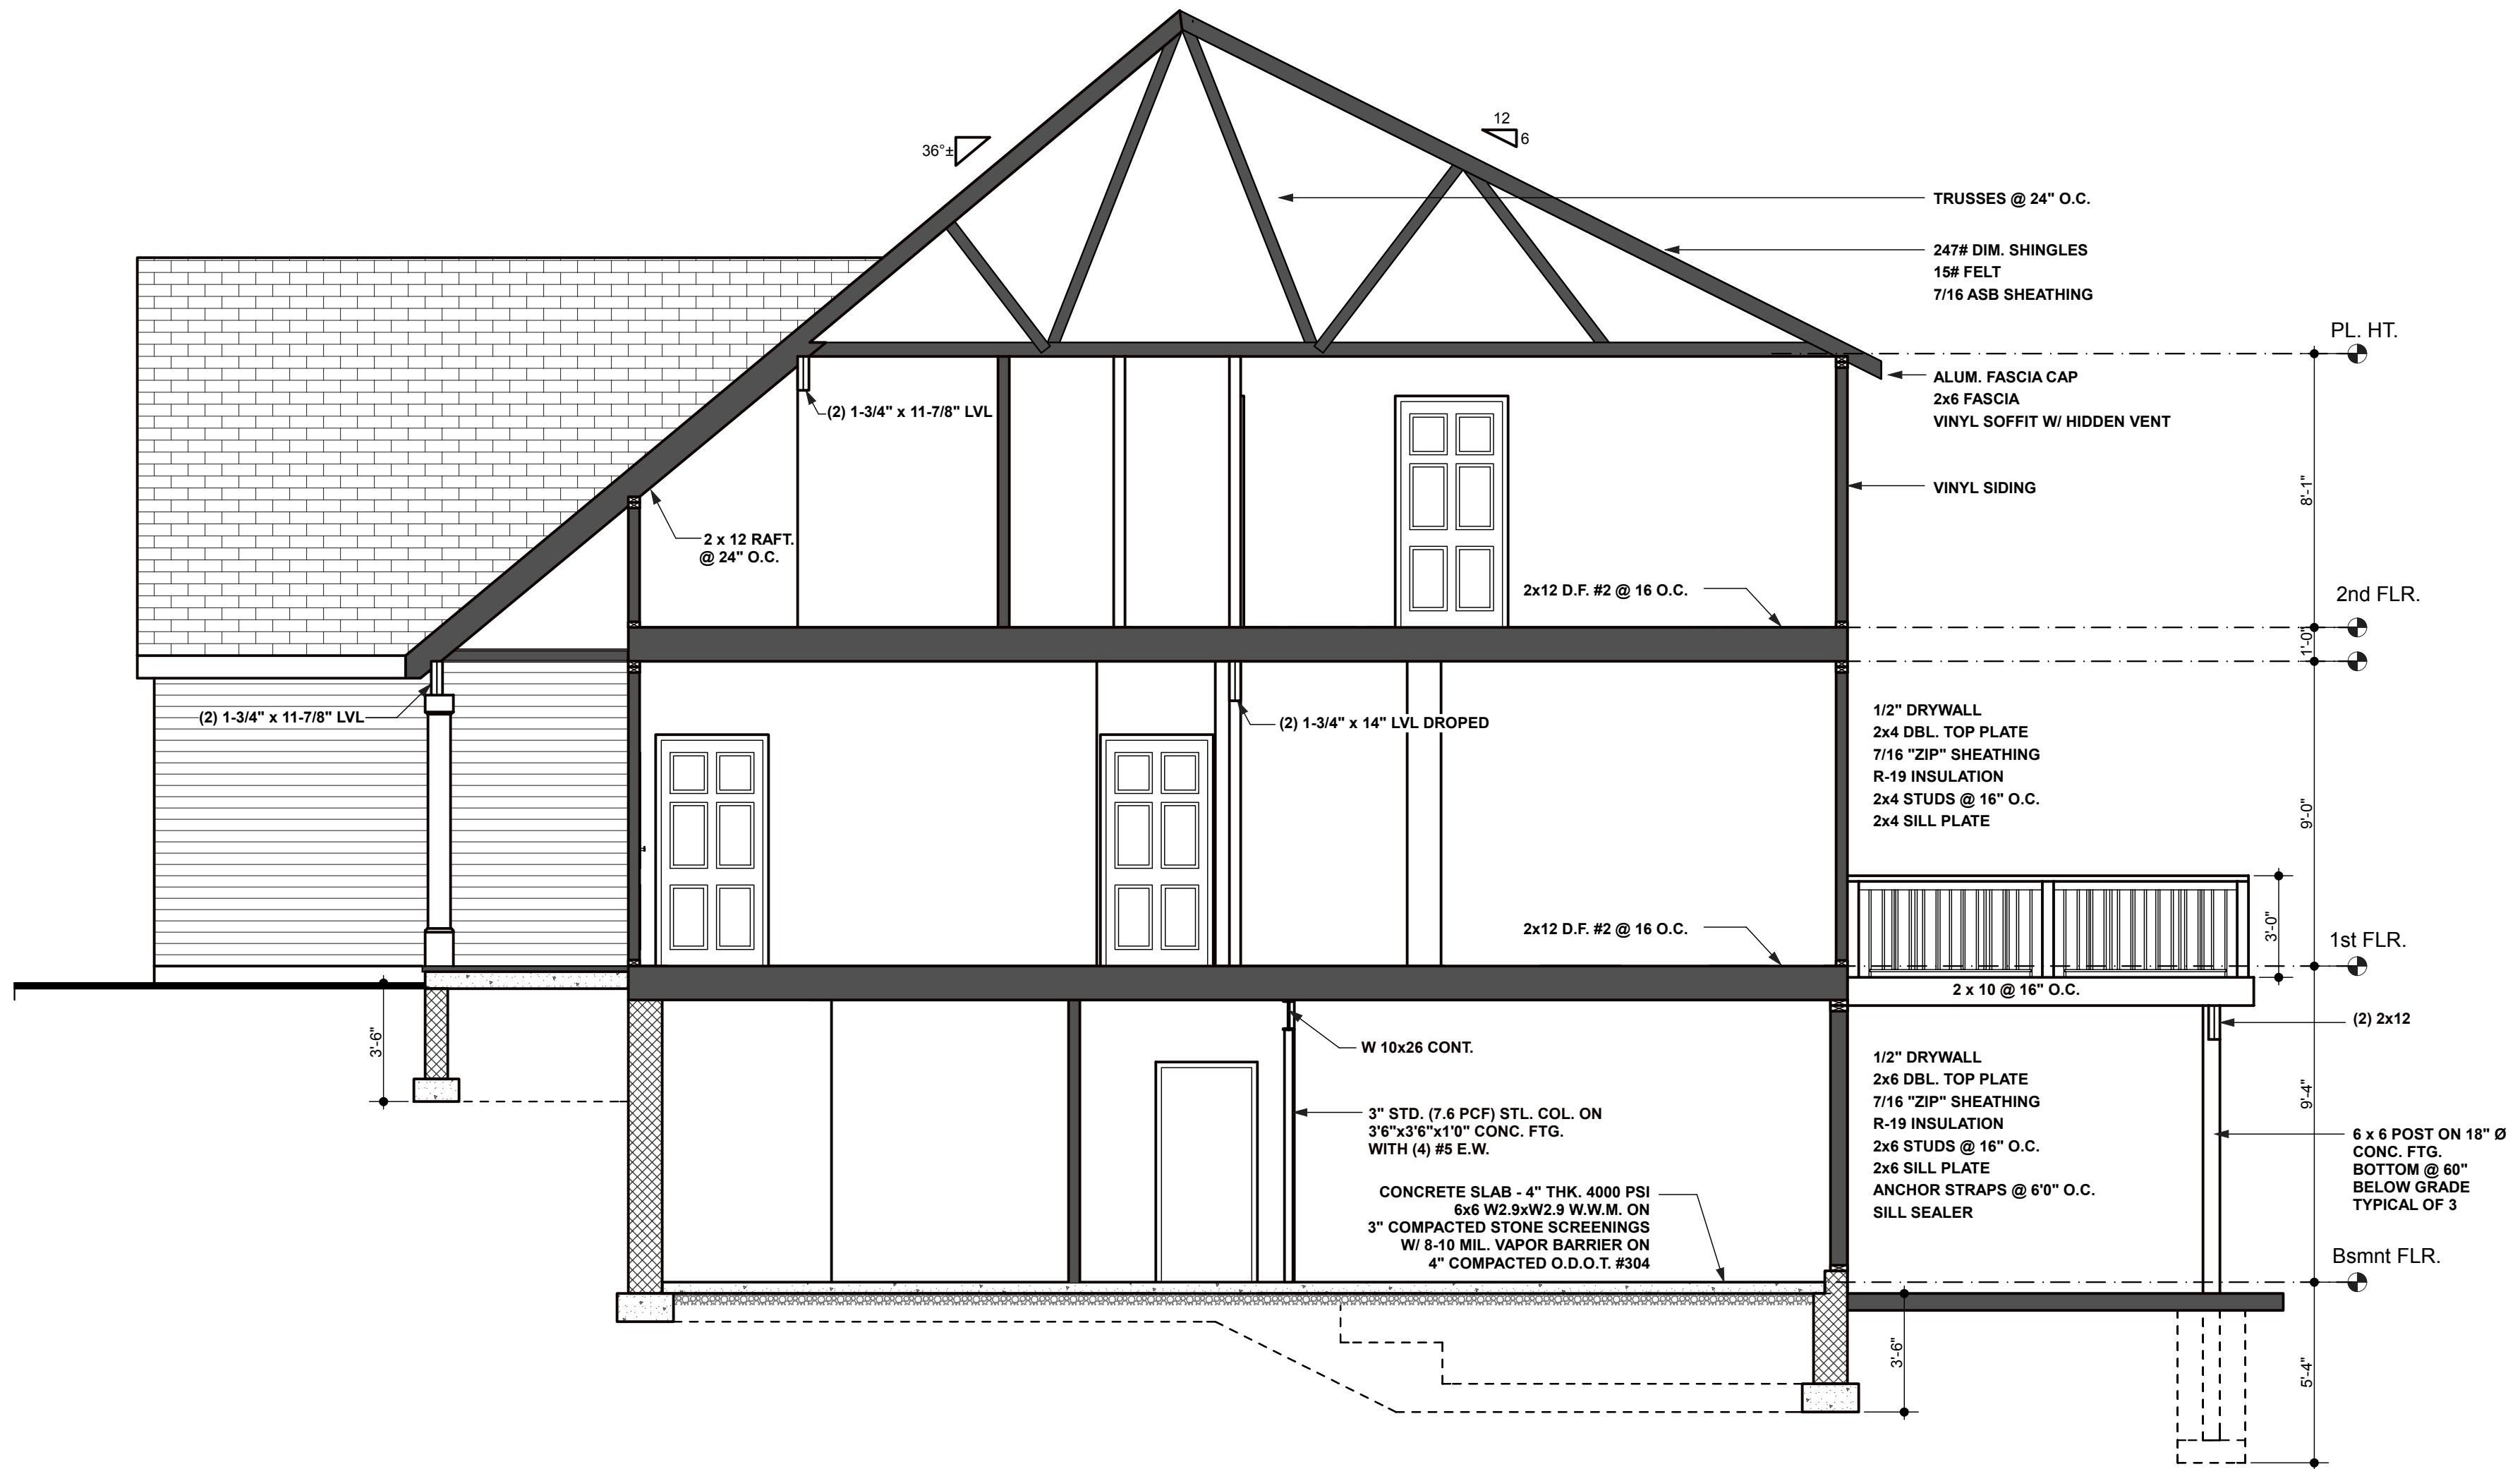 12
6
36°±
TRUSSES @ 24" O.C.
247# DIM. SHINGLES
15# FELT
7/16 ASB SHEATHING
PL. HT.
ALUM. FASCIA CAP
2x6 FASCIA
VINYL SOFFIT W/ HIDDEN VENT
(2) 1-3/4" x 11-7/8" LVL
VINYL SIDING
8'-1"
2 x 12 RAFT.
@ 24" O.C.
2x12 D.F. #2 @ 16 O.C.
2nd FLR.
1'-0"
(2) 1-3/4" x 11-7/8" LVL
(2) 1-3/4" x 14" LVL DROPED
1/2" DRYWALL
2x4 DBL. TOP PLATE
7/16 "ZIP" SHEATHING
R-19 INSULATION
2x4 STUDS @ 16" O.C.
2x4 SILL PLATE
9'-0"
3'-0"
2x12 D.F. #2 @ 16 O.C.
1st FLR.
2 x 10 @ 16" O.C.
(2) 2x12
3'-6"
W 10x26 CONT.
1/2" DRYWALL
2x6 DBL. TOP PLATE
7/16 "ZIP" SHEATHING
R-19 INSULATION
2x6 STUDS @ 16" O.C.
2x6 SILL PLATE
ANCHOR STRAPS @ 6'0" O.C.
SILL SEALER
9'-4"
3" STD. (7.6 PCF) STL. COL. ON
3'6"x3'6"x1'0" CONC. FTG.
WITH (4) #5 E.W.
6 x 6 POST ON 18" Ø
CONC. FTG.
BOTTOM @ 60"
BELOW GRADE
TYPICAL OF 3
CONCRETE SLAB - 4" THK. 4000 PSI
6x6 W2.9xW2.9 W.W.M. ON
3" COMPACTED STONE SCREENINGS
W/ 8-10 MIL. VAPOR BARRIER ON
4" COMPACTED O.D.O.T. #304
Bsmnt FLR.
3'-6"
5'-4"